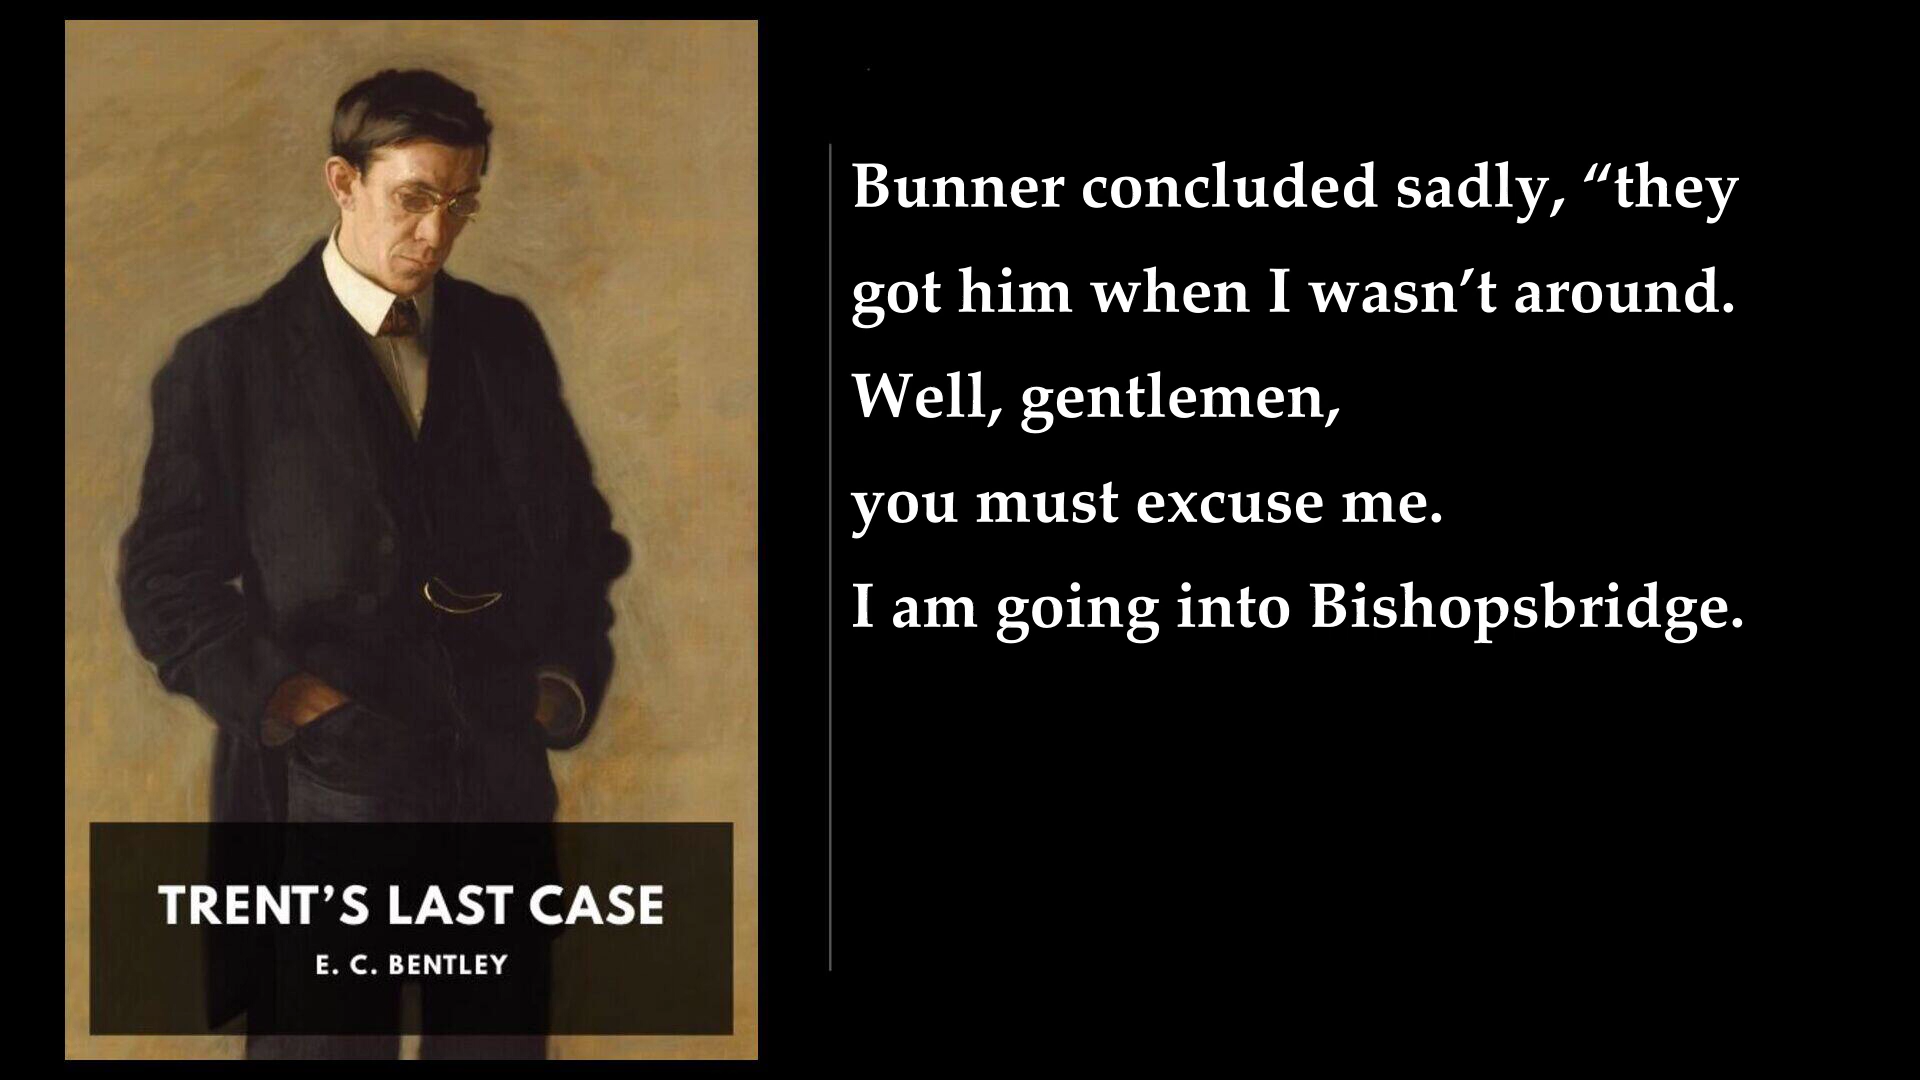 TRENT’S LAST CASE
E. C. BENTLEY
Bunner concluded sadly, “they
got him when I wasn’t around.
Well, gentlemen,
you must excuse me.
I am going into Bishopsbridge.